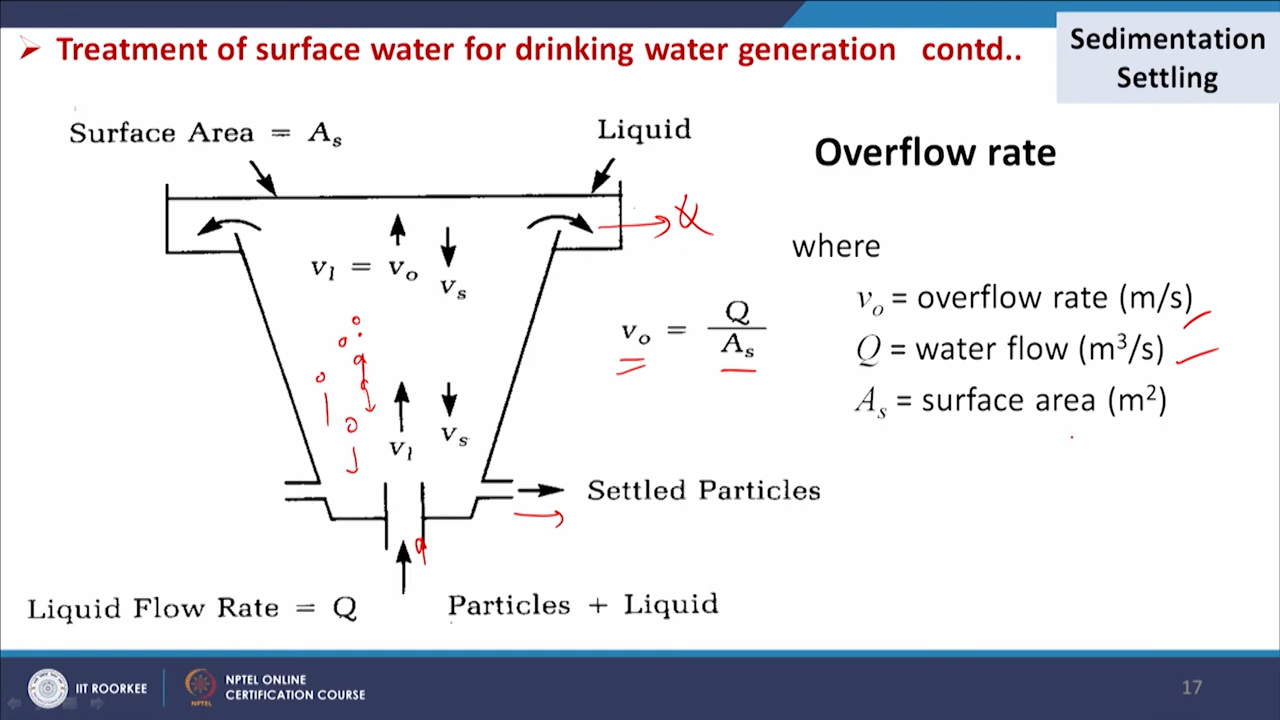 Treatment of surface water for drinking water generation contd..
Sedimentation
Settling
Surface Area = As
Liquid
Overflow rate
Q
where
vl = vo
vs
vo = overflow rate (m/s)
vo = Q / As
Q = water flow (m³/s)
As = surface area (m²)
vl
vs
Settled Particles
Liquid Flow Rate = Q
Particles + Liquid
IIT ROORKEE
NPTEL ONLINE
CERTIFICATION COURSE
NPTEL
17